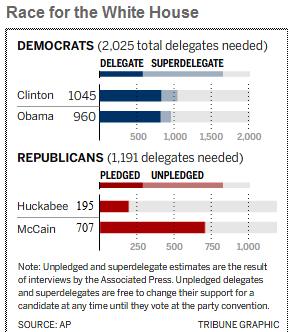 Race for the White House
DEMOCRATS (2,025 total delegates needed)
DELEGATE SUPERDELEGATE
Clinton 1045
Obama 960
500 1,000 1,500 2,000
REPUBLICANS (1,191 delegates needed)
PLEDGED UNPLEDGED
Huckabee 195
McCain 707
250 500 750 1,000
Note: Unpledged and superdelegate estimates are the result
of interviews by the Associated Press. Unpledged delegates
and superdelegates are free to change their support for a
candidate at any time until they vote at the party convention.
SOURCE: AP TRIBUNE GRAPHIC